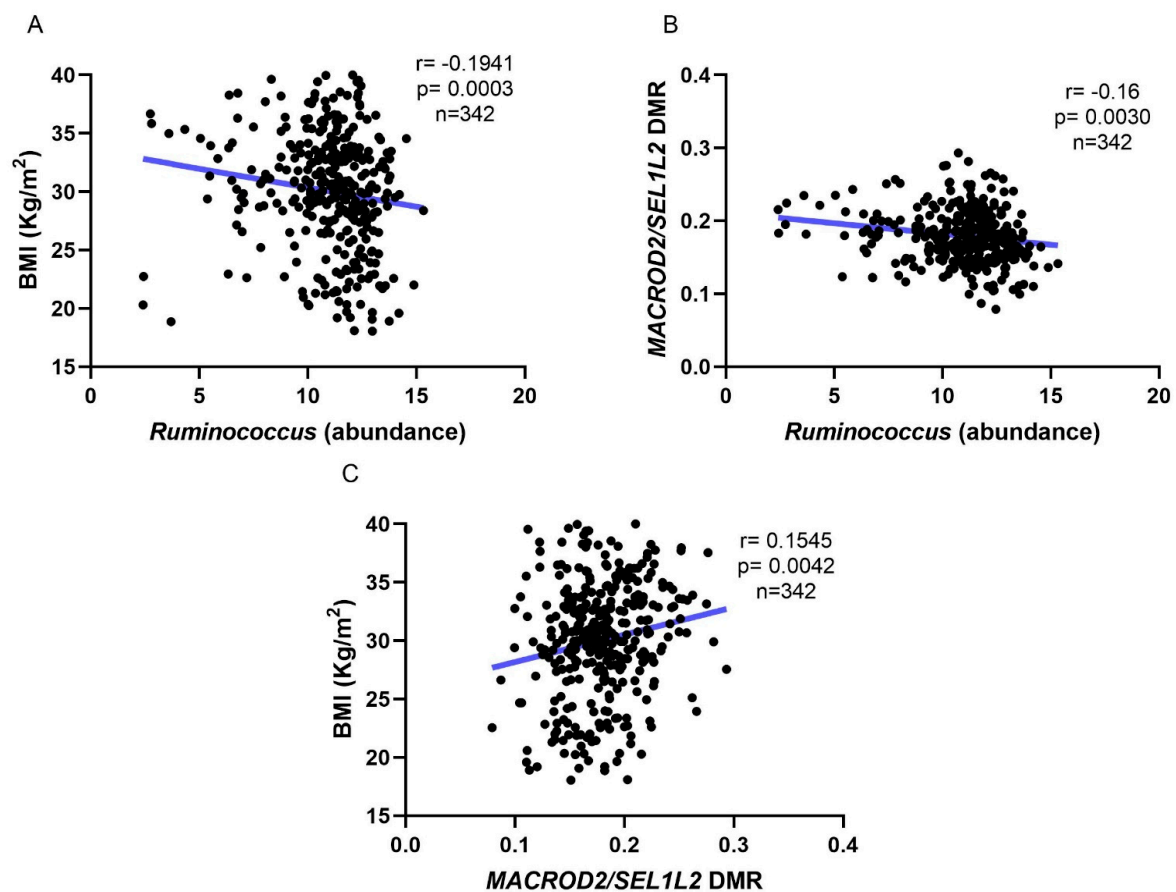 A
r= -0.1941
p= 0.0003
n=342
BMI (Kg/m²)
40
35
30
25
20
15
0 5 10 15 20
Ruminococcus (abundance)
B
r= -0.16
p= 0.0030
n=342
MACROD2/SEL1L2 DMR
0.4
0.3
0.2
0.1
0.0
0 5 10 15 20
Ruminococcus (abundance)
C
r= 0.1545
p= 0.0042
n=342
BMI (Kg/m²)
40
35
30
25
20
15
0.0 0.1 0.2 0.3 0.4
MACROD2/SEL1L2 DMR